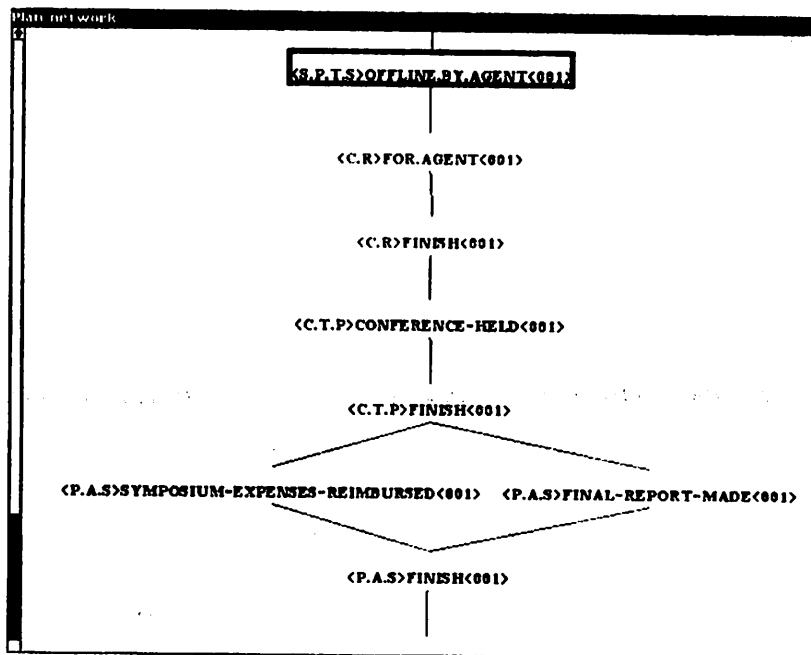 Plan network
<S.P.T.S>OFFLINE.BY.AGENT<001>
<C.R>FOR.AGENT<001>
<C.R>FINISH<001>
<C.T.P>CONFERENCE-HELD<001>
<C.T.P>FINISH<001>
<P.A.S>SYMPOSIUM-EXPENSES-REIMBURSED<001> <P.A.S>FINAL-REPORT-MADE<001>
<P.A.S>FINISH<001>